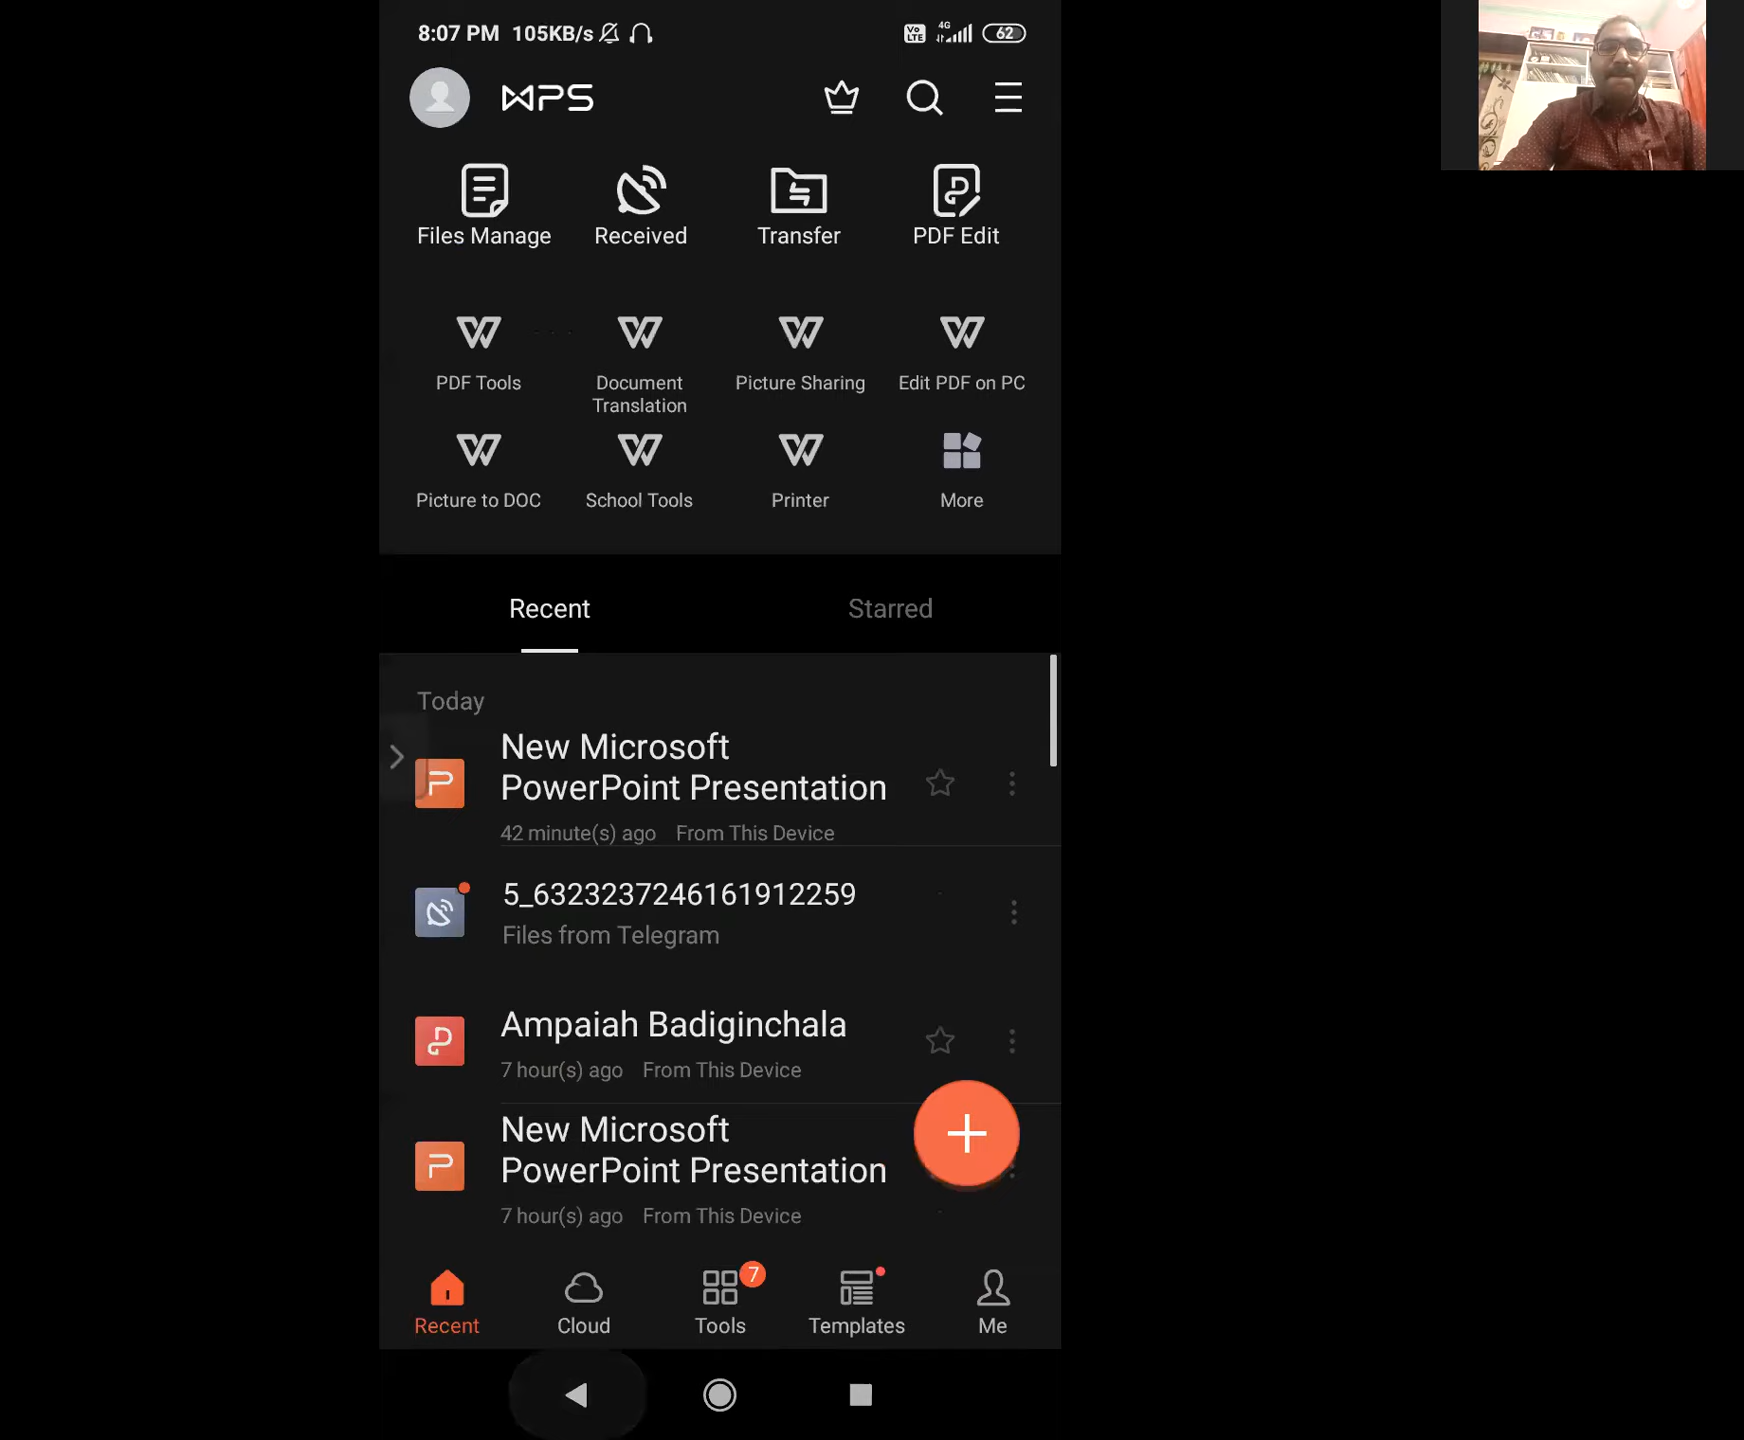 8:07 PM 105KB/s Vo LTE 4G 62
WPS
Files Manage Received Transfer PDF Edit
PDF Tools Document Picture Sharing Edit PDF on PC
Translation
Picture to DOC School Tools Printer More
Recent Starred
Today
New Microsoft
PowerPoint Presentation
42 minute(s) ago From This Device
5_6323237246161912259
Files from Telegram
Ampaiah Badiginchala
7 hour(s) ago From This Device
New Microsoft
PowerPoint Presentation
7 hour(s) ago From This Device
7
Recent Cloud Tools Templates Me